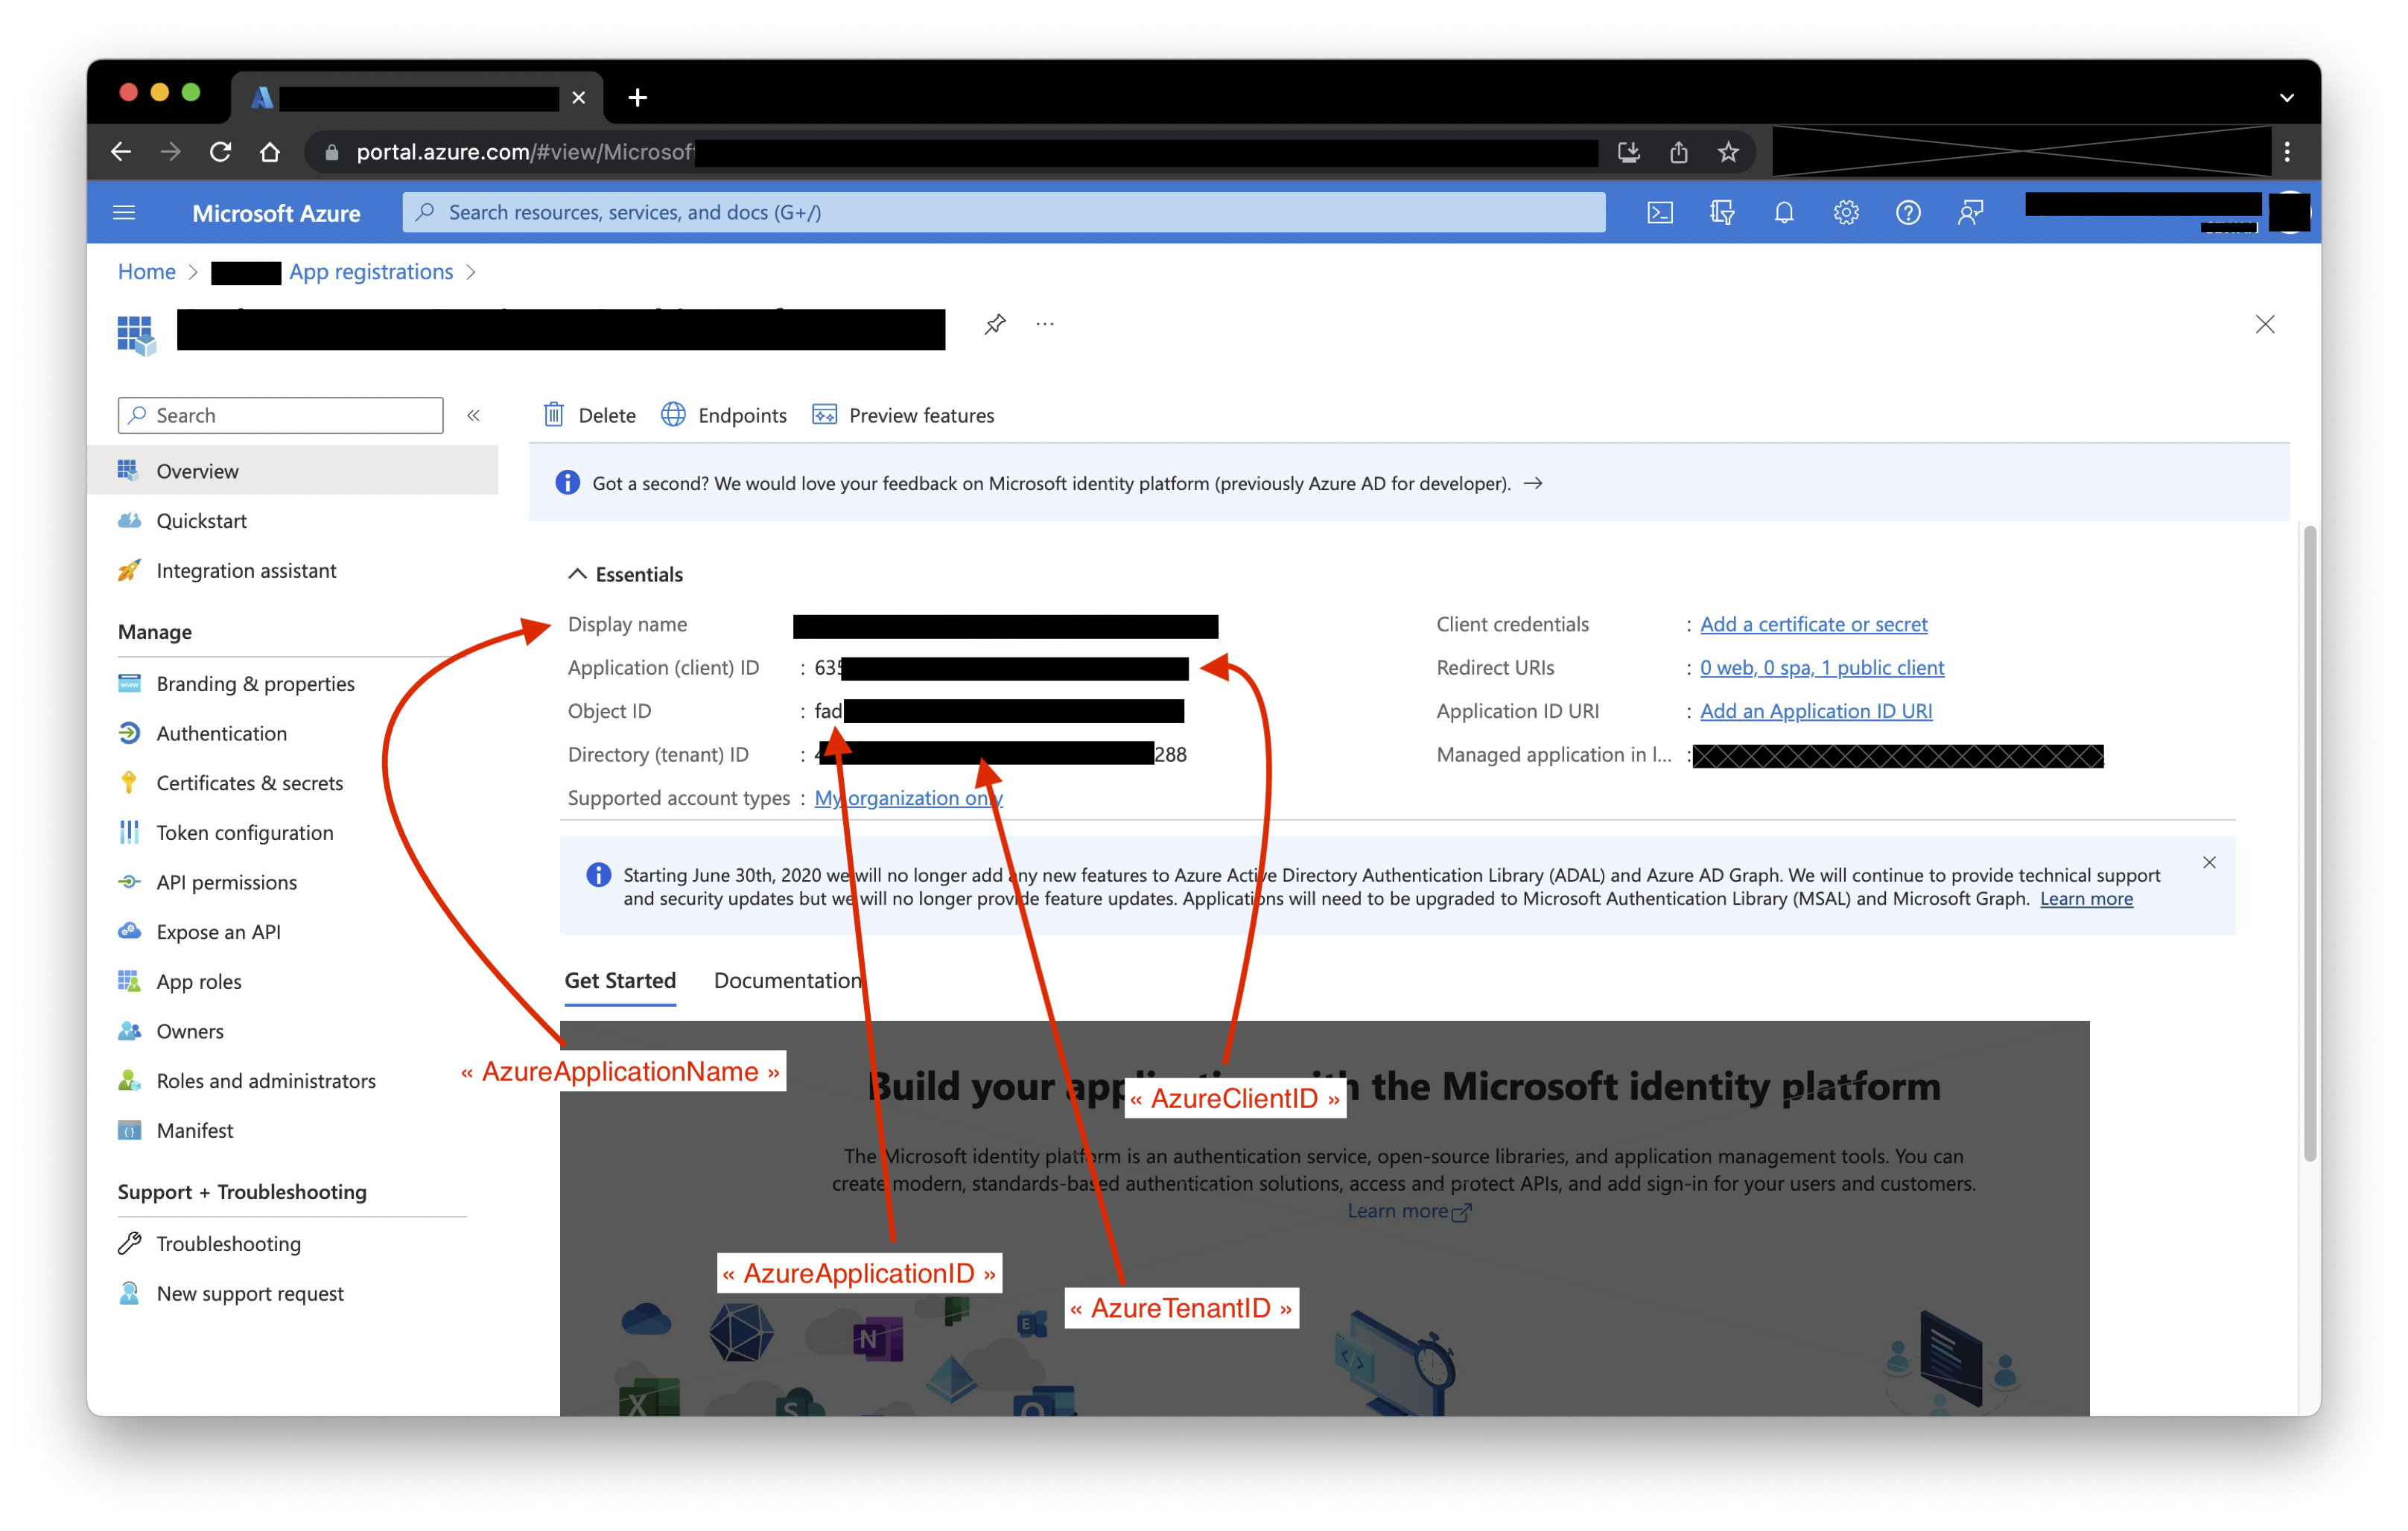 portal.azure.com/#view/Microsof
Microsoft Azure
Search resources, services, and docs (G+/)
Home > App registrations >
Search
«
Delete
Endpoints
Preview features
Overview
Quickstart
Integration assistant
Manage
Branding & properties
Authentication
Certificates & secrets
Token configuration
API permissions
Expose an API
App roles
Owners
Roles and administrators
Manifest
Support + Troubleshooting
Troubleshooting
New support request
Got a second? We would love your feedback on Microsoft identity platform (previously Azure AD for developer). →
Essentials
Display name
Application (client) ID : 635
Object ID : fad
Directory (tenant) ID : 288
Supported account types : My organization only
Client credentials : Add a certificate or secret
Redirect URIs : 0 web, 0 spa, 1 public client
Application ID URI : Add an Application ID URI
Managed application in l... :
Starting June 30th, 2020 we will no longer add any new features to Azure Active Directory Authentication Library (ADAL) and Azure AD Graph. We will continue to provide technical support
and security updates but we will no longer provide feature updates. Applications will need to be upgraded to Microsoft Authentication Library (MSAL) and Microsoft Graph. Learn more
Get Started
Documentation
« AzureApplicationName »
Build your application with the Microsoft identity platform
« AzureClientID »
The Microsoft identity platform is an authentication service, open-source libraries, and application management tools. You can
create modern, standards-based authentication solutions, access and protect APIs, and add sign-in for your users and customers.
Learn more
« AzureApplicationID »
« AzureTenantID »